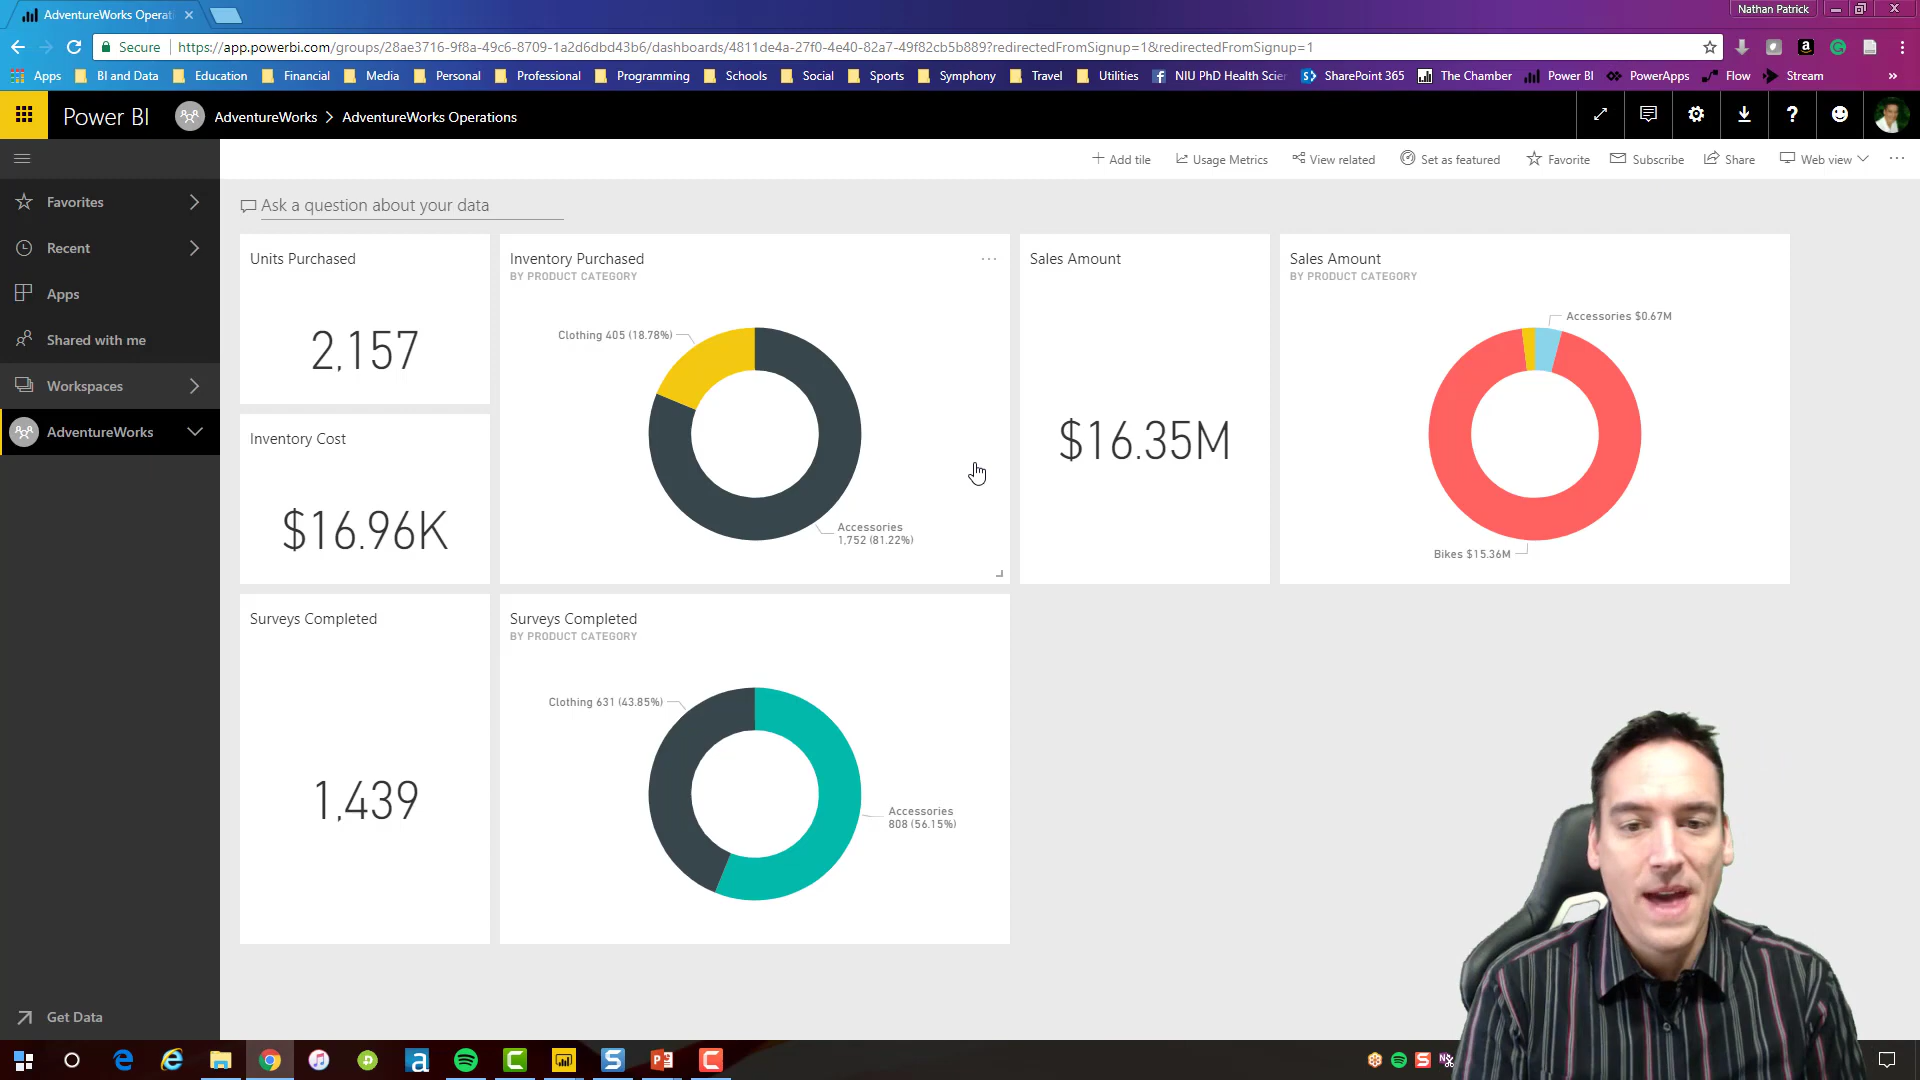 AdventureWorks Operati
Nathan Patrick
Secure
https://app.powerbi.com/groups/28ae3716-9f8a-49c6-8709-1a2d6dbd43b6/dashboards/4811de4a-27f0-4e40-82a7-49f82cb5b889?redirectedFromSignup=1&redirectedFromSignup=1
Apps BI and Data Education Financial Media Personal Professional Programming Schools Social Sports Symphony Travel Utilities NIU PhD Health Scien SharePoint 365 The Chamber Power BI PowerApps Flow Stream »
Power BI AdventureWorks > AdventureWorks Operations
+ Add tile Usage Metrics View related Set as featured Favorite Subscribe Share Web view ...
Favorites
Recent
Apps
Shared with me
Workspaces
AdventureWorks
Get Data
Ask a question about your data
Units Purchased
2,157
Inventory Purchased
BY PRODUCT CATEGORY
...
Clothing 405 (18.78%)
Accessories
1,752 (81.22%)
Sales Amount
$16.35M
Sales Amount
BY PRODUCT CATEGORY
Accessories $0.67M
Bikes $15.36M
Inventory Cost
$16.96K
Surveys Completed
1,439
Surveys Completed
BY PRODUCT CATEGORY
Clothing 631 (43.85%)
Accessories
808 (56.15%)